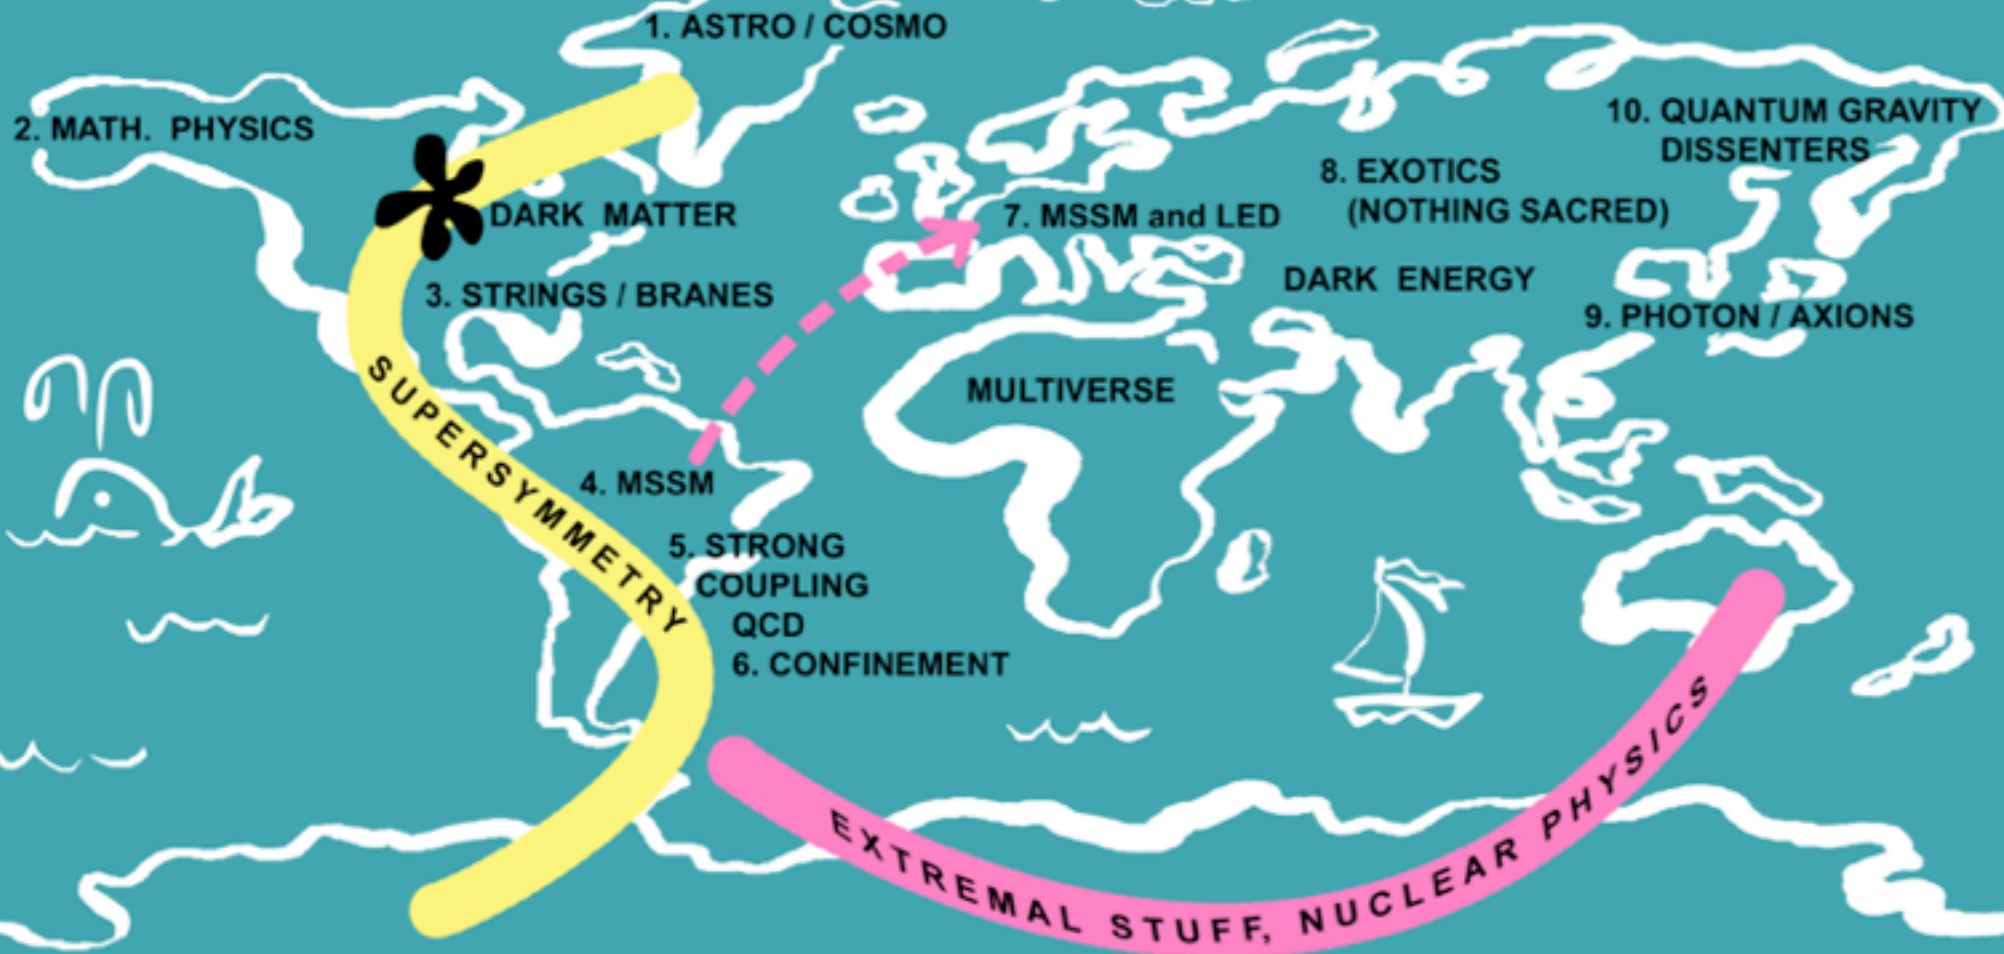 1. ASTRO / COSMO
2. MATH. PHYSICS
DARK MATTER
3. STRINGS / BRANES
SUPERSYMMETRY
4. MSSM
5. STRONG
COUPLING
QCD
6. CONFINEMENT
7. MSSM and LED
MULTIVERSE
8. EXOTICS
(NOTHING SACRED)
DARK ENERGY
10. QUANTUM GRAVITY
DISSENTERS
9. PHOTON / AXIONS
EXTREMAL STUFF, NUCLEAR PHYSICS